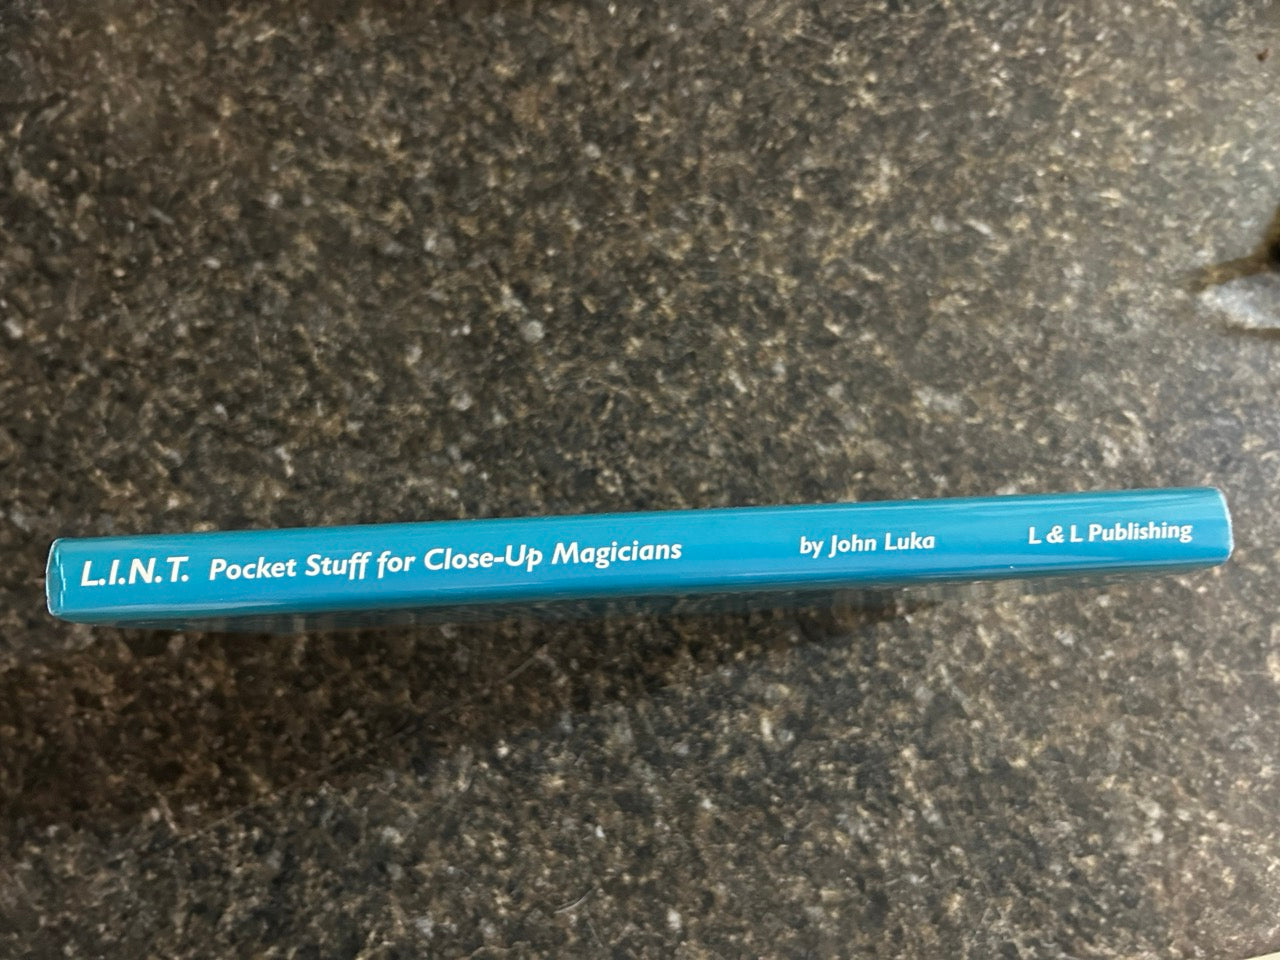 L.I.N.T. Pocket Stuff for Close-Up Magicians by John Luka L & L Publishing